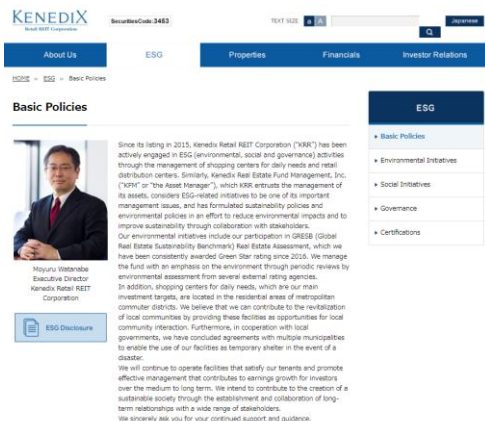 KENEDIX
Retail REIT Corporation
Securities Code: 3453
TEXT SIZE a A
Japanese
About Us
ESG
Properties
Financials
Investor Relations
HOME » ESG » Basic Policies
Basic Policies
Since its listing in 2015, Kenedix Retail REIT Corporation ("KRR") has been
actively engaged in ESG (environmental, social and governance) activities
through the management of shopping centers for daily needs and retail
distribution centers. Similarly, Kenedix Real Estate Fund Management, Inc.
("KFM" or "the Asset Manager"), which KRR entrusts the management of
its assets, considers ESG-related initiatives to be one of its important
management issues, and has formulated sustainability policies and
environmental policies in an effort to reduce environmental impacts and to
improve sustainability through collaboration with stakeholders.
Our environmental initiatives include our participation in GRESB (Global
Real Estate Sustainability Benchmark) Real Estate Assessment, which we
have been consistently awarded Green Star rating since 2016. We manage
the fund with an emphasis on the environment through periodic reviews by
environmental assessment from several external rating agencies.
In addition, shopping centers for daily needs, which are our main
investment targets, are located in the residential areas of metropolitan
commuter districts. We believe that we can contribute to the revitalization
of local communities by providing these facilities as opportunities for local
community interaction. Furthermore, in cooperation with local
governments, we have concluded agreements with multiple municipalities
to enable the use of our facilities as temporary shelter in the event of a
disaster.
We will continue to operate facilities that satisfy our tenants and promote
effective management that contributes to earnings growth for investors
over the medium to long term. We intend to contribute to the creation of a
sustainable society through the establishment and collaboration of long-
term relationships with a wide range of stakeholders.
We sincerely ask you for your continued support and guidance.
Moyuru Watanabe
Executive Director
Kenedix Retail REIT
Corporation
ESG Disclosure
ESG
Basic Policies
Environmental Initiatives
Social Initiatives
Governance
Certifications